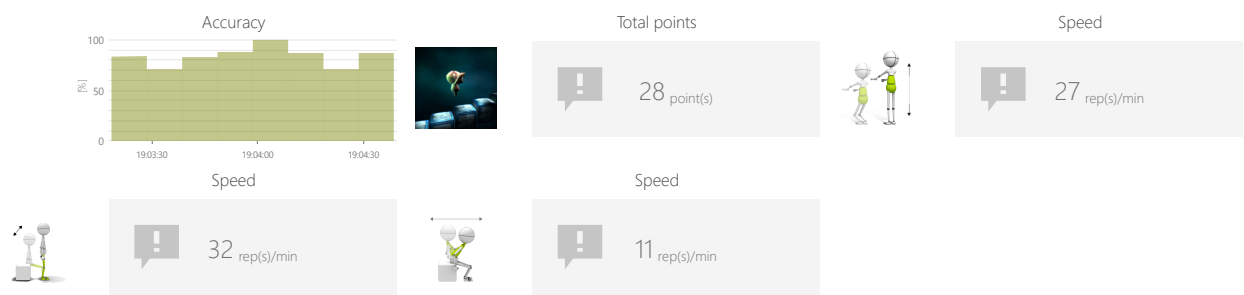 Accuracy
Total points
Speed
100
50
0
[%]
19:03:30
19:04:00
19:04:30
28 point(s)
27 rep(s)/min
Speed
Speed
32 rep(s)/min
11 rep(s)/min